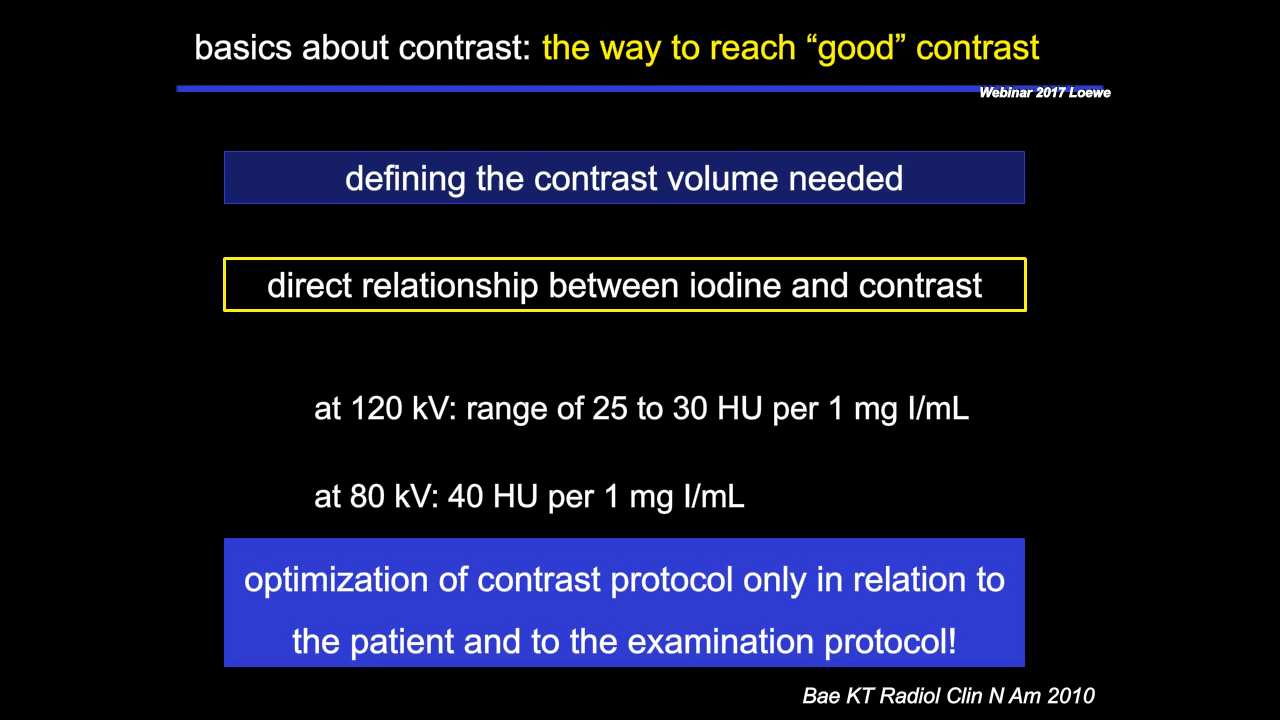 basics about contrast: the way to reach “good” contrast
Webinar 2017 Loewe
defining the contrast volume needed
direct relationship between iodine and contrast
at 120 kV: range of 25 to 30 HU per 1 mg I/mL
at 80 kV: 40 HU per 1 mg I/mL
optimization of contrast protocol only in relation to
the patient and to the examination protocol!
Bae KT Radiol Clin N Am 2010